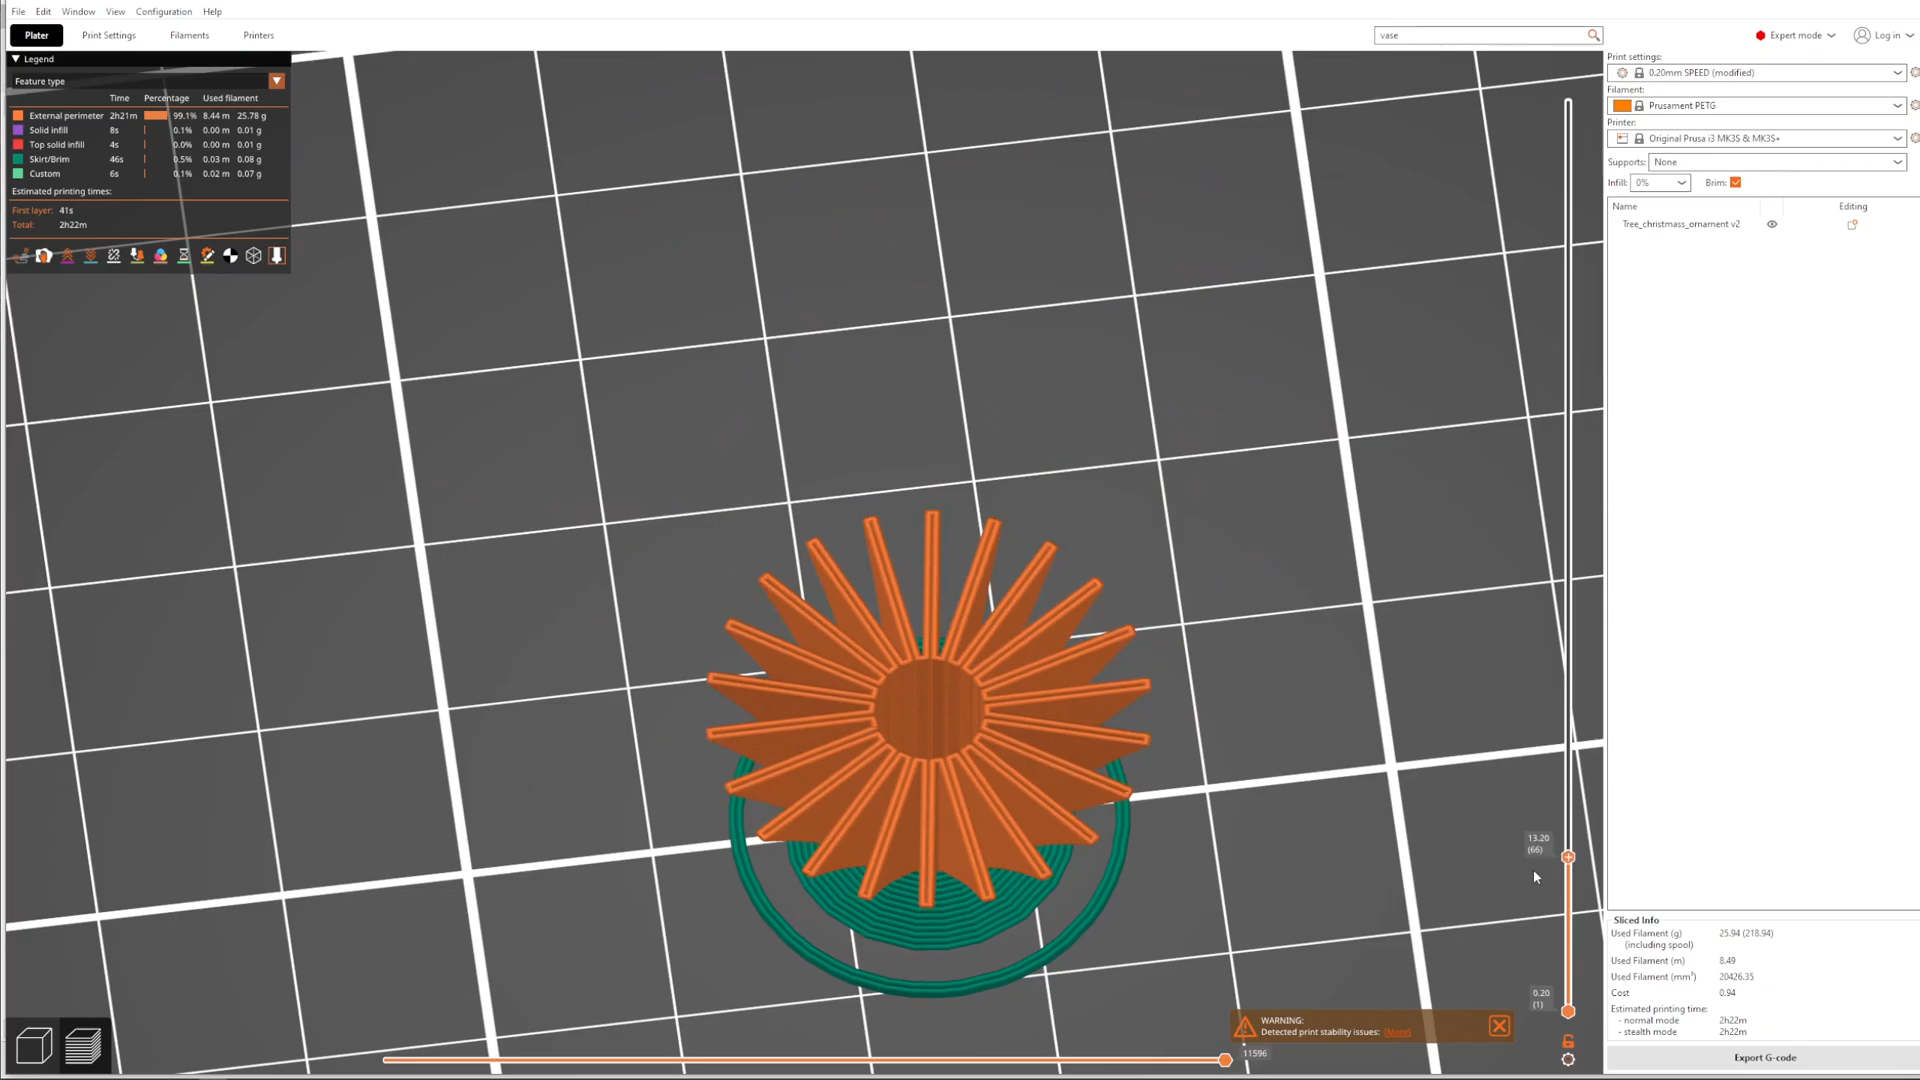 File Edit Window View Configuration Help
Plater Print Settings Filaments Printers
vase
Expert mode
Log in
Legend
Feature type
Time Percentage Used filament
External perimeter 2h21m 99.1% 8.44 m 25.78 g
Solid infill 8s 0.1% 0.00 m 0.01 g
Top solid infill 4s 0.0% 0.00 m 0.01 g
Skirt/Brim 46s 0.5% 0.03 m 0.08 g
Custom 6s 0.1% 0.02 m 0.07 g
Estimated printing times:
First layer: 41s
Total: 2h22m
Print settings:
0.20mm SPEED (modified)
Filament:
Prusament PETG
Printer:
Original Prusa i3 MK3S & MK3S+
Supports: None
Infill: 0% Brim:
Name Editing
Tree_christmass_ornament v2
13.20
(66)
0.20
(1)
WARNING:
Detected print stability issues: (More)
11596
Sliced Info
Used Filament (g) 25.94 (218.94)
(including spool)
Used Filament (m) 8.49
Used Filament (mm³) 20426.35
Cost 0.94
Estimated printing time:
- normal mode 2h22m
- stealth mode 2h22m
Export G-code